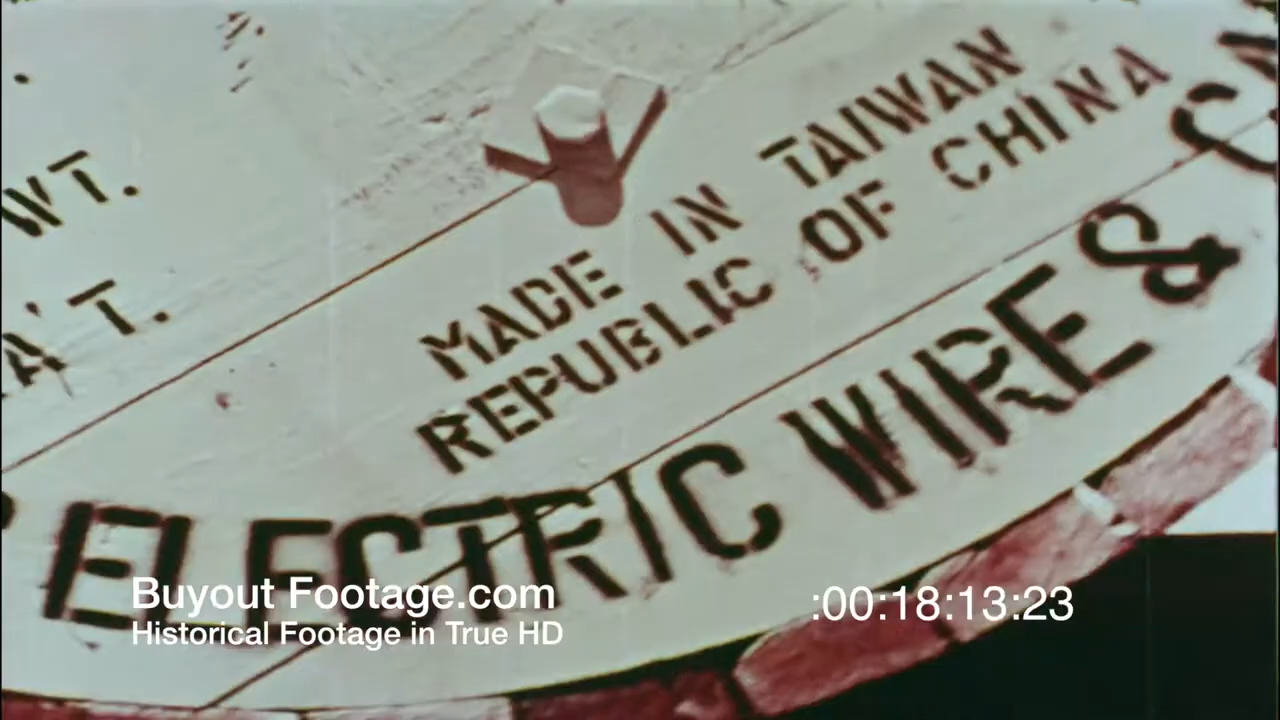 WT.
A'T.
MADE IN TAIWAN
REPUBLIC OF CHINA
ELECTRIC WIRE &
Buyout Footage.com
Historical Footage in True HD
:00:18:13:23